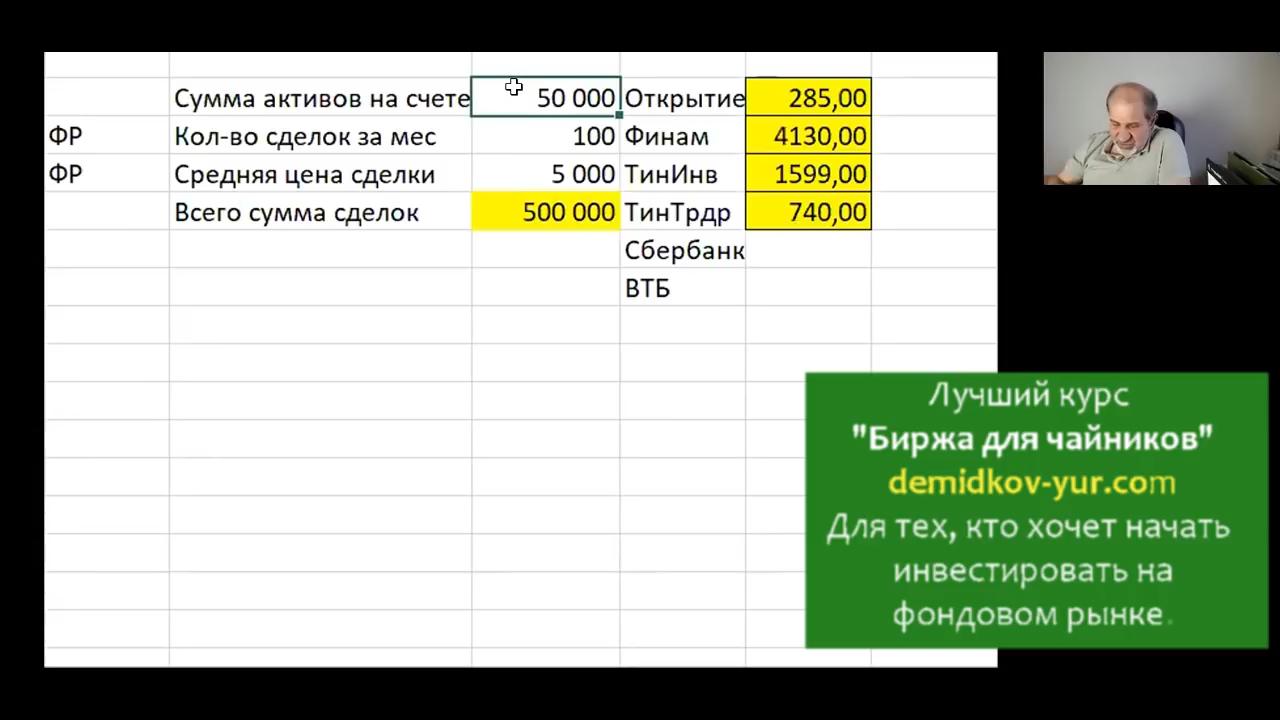 Сумма активов на счете 50 000 Открытие 285,00
ФР Кол-во сделок за мес 100 Финам 4130,00
ФР Средняя цена сделки 5 000 ТинИнв 1599,00
Всего сумма сделок 500 000 ТинТрдр 740,00
Сбербанк
ВТБ
Лучший курс
"Биржа для чайников"
demidkov-yur.com
Для тех, кто хочет начать
инвестировать на
фондовом рынке.